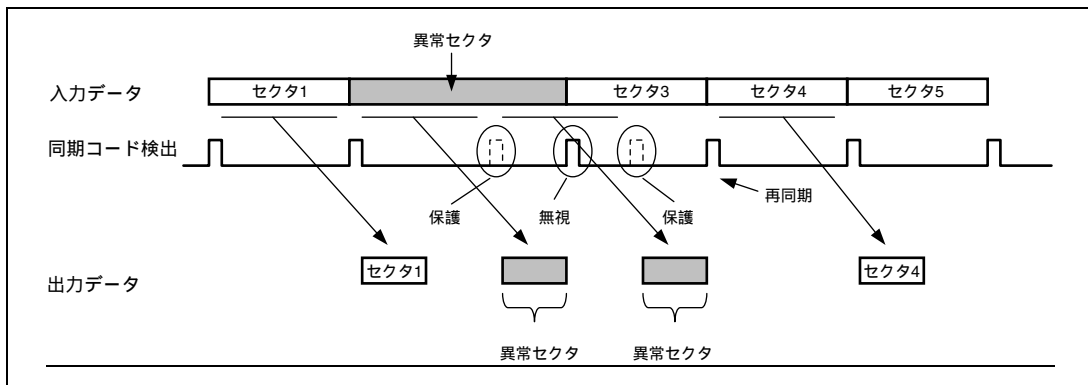 異常セクタ
入力データ
セクタ1
セクタ3
セクタ4
セクタ5
同期コード検出
保護
無視
保護
再同期
出力データ
セクタ1
セクタ4
異常セクタ
異常セクタ